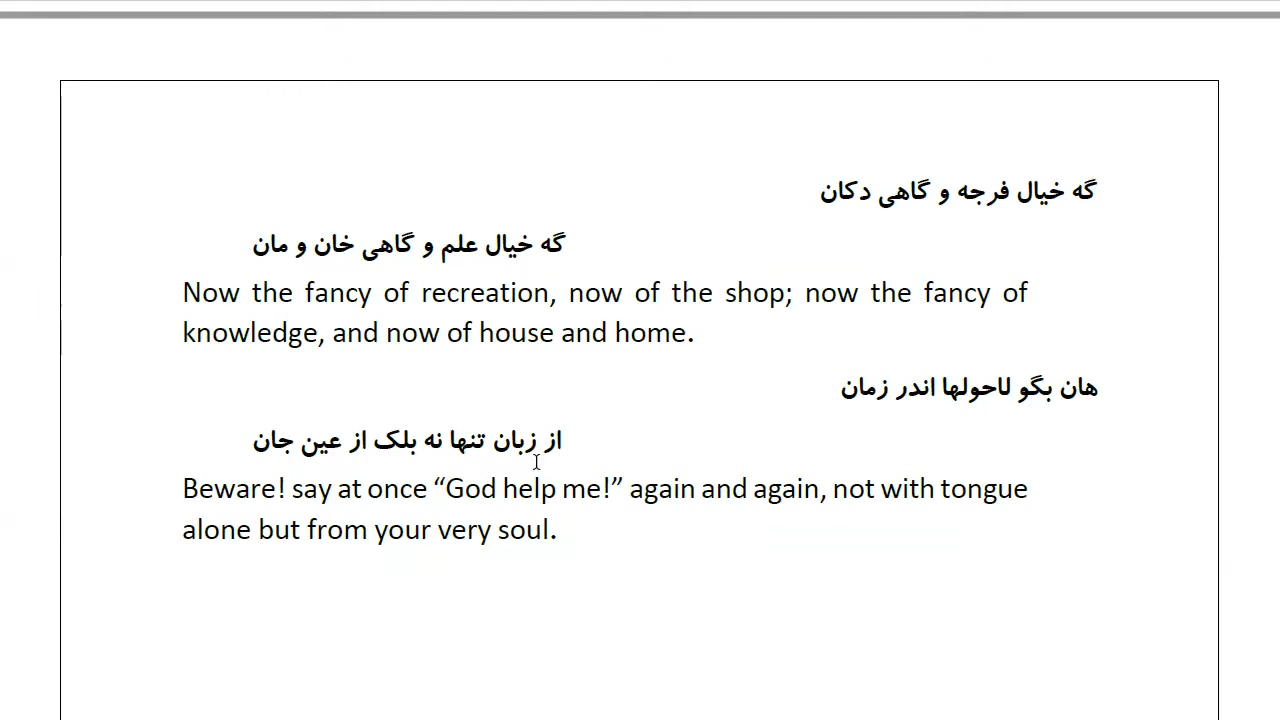 گه خیال فرجه و گاهی دکان
گه خیال علم و گاهی خان و مان
Now the fancy of recreation, now of the shop; now the fancy of
knowledge, and now of house and home.
هان بگو لاحولها اندر زمان
از زبان تنها نه بلک از عین جان
Beware! say at once “God help me!” again and again, not with tongue
alone but from your very soul.